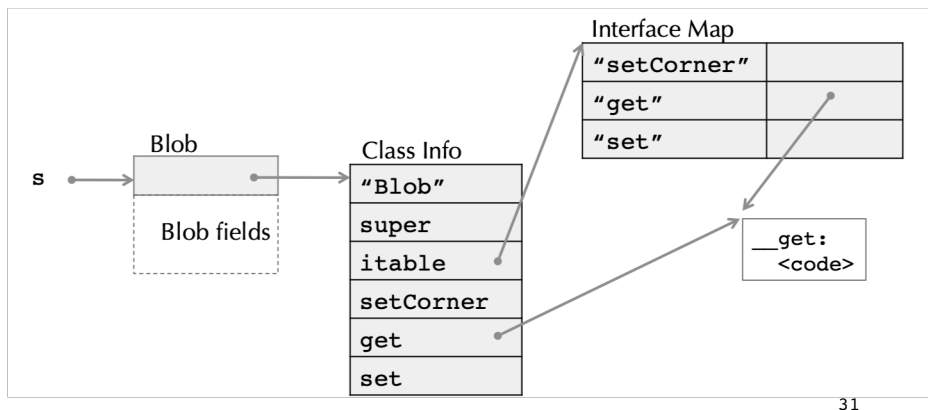 Interface Map
“setCorner”
“get”
“set”
Blob
s
Blob fields
Class Info
“Blob”
super
itable
setCorner
get
set
__get:
<code>
31